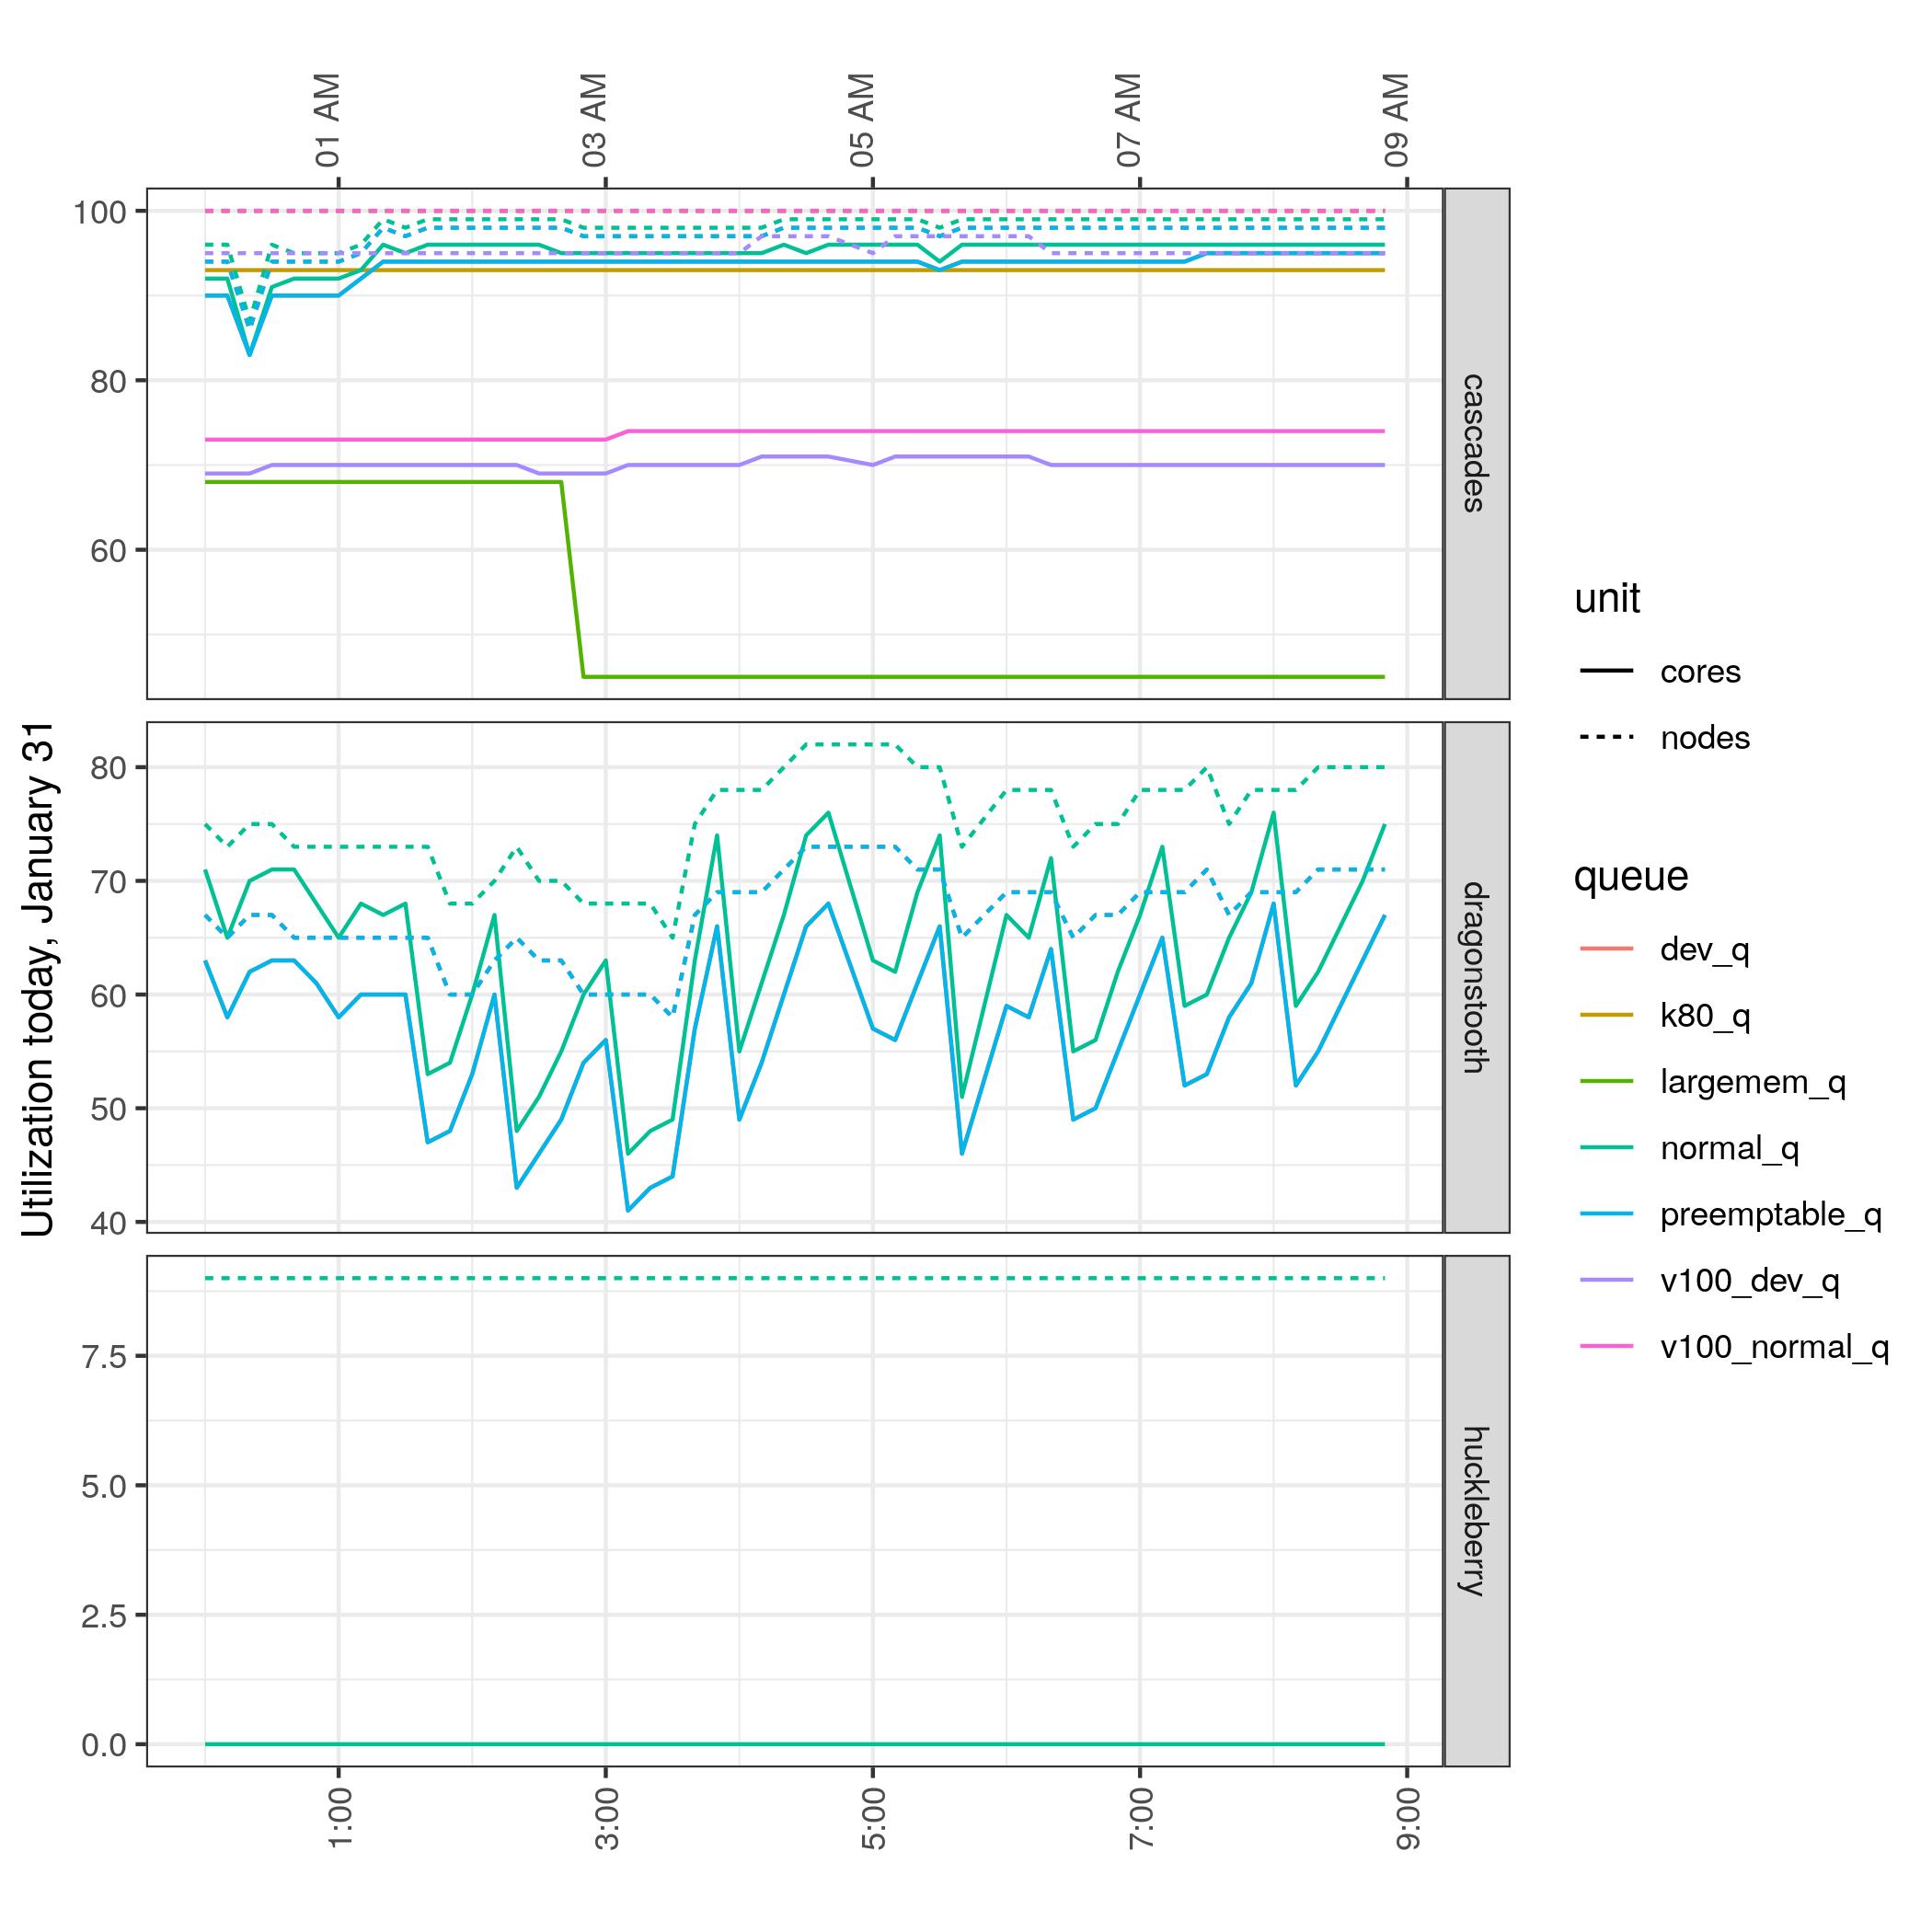 01 AM
03 AM
05 AM
07 AM
09 AM
Utilization today, January 31
100
80
60
cascades
80
70
60
50
40
dragonstooth
7.5
5.0
2.5
0.0
huckleberry
1:00
3:00
5:00
7:00
9:00
unit
cores
nodes
queue
dev_q
k80_q
largemem_q
normal_q
preemptable_q
v100_dev_q
v100_normal_q